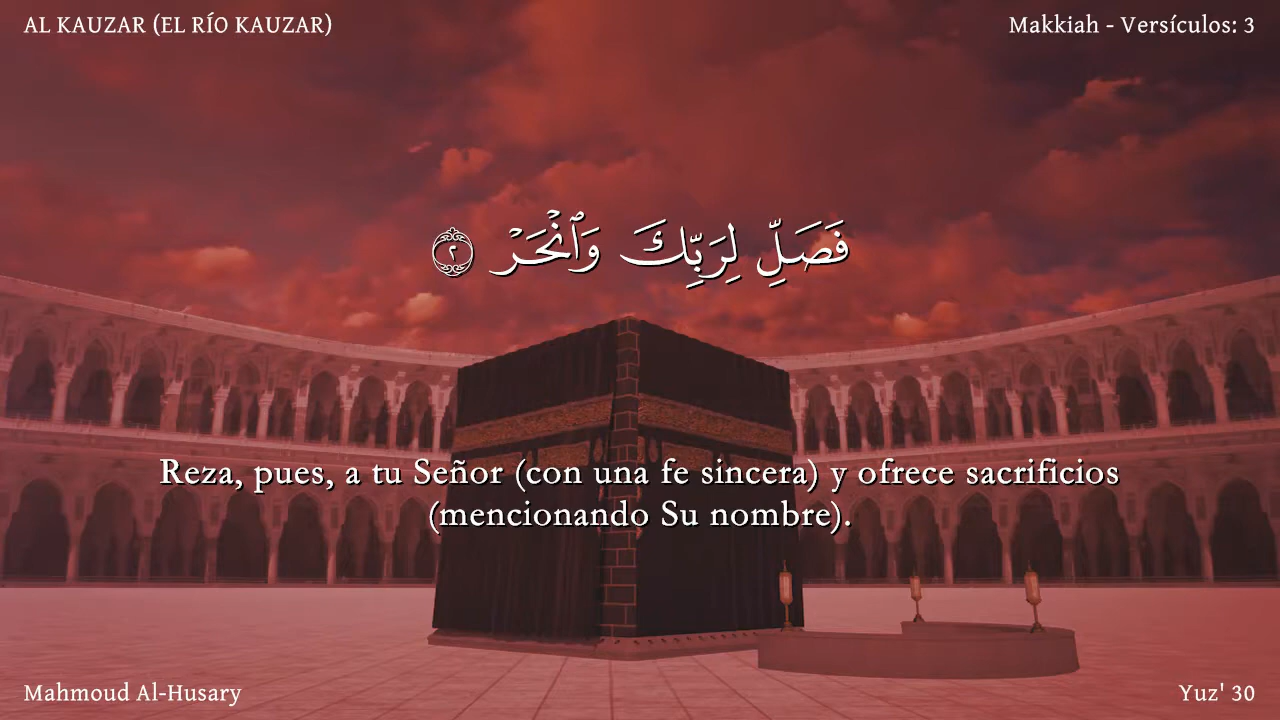 AL KAUZAR (EL RÍO KAUZAR)
Makkiah - Versículos: 3
فَصَلِّ لِرَبِّكَ وَٱنْحَرْ ٢
Reza, pues, a tu Señor (con una fe sincera) y ofrece sacrificios
(mencionando Su nombre).
Mahmoud Al-Husary
Yuz' 30